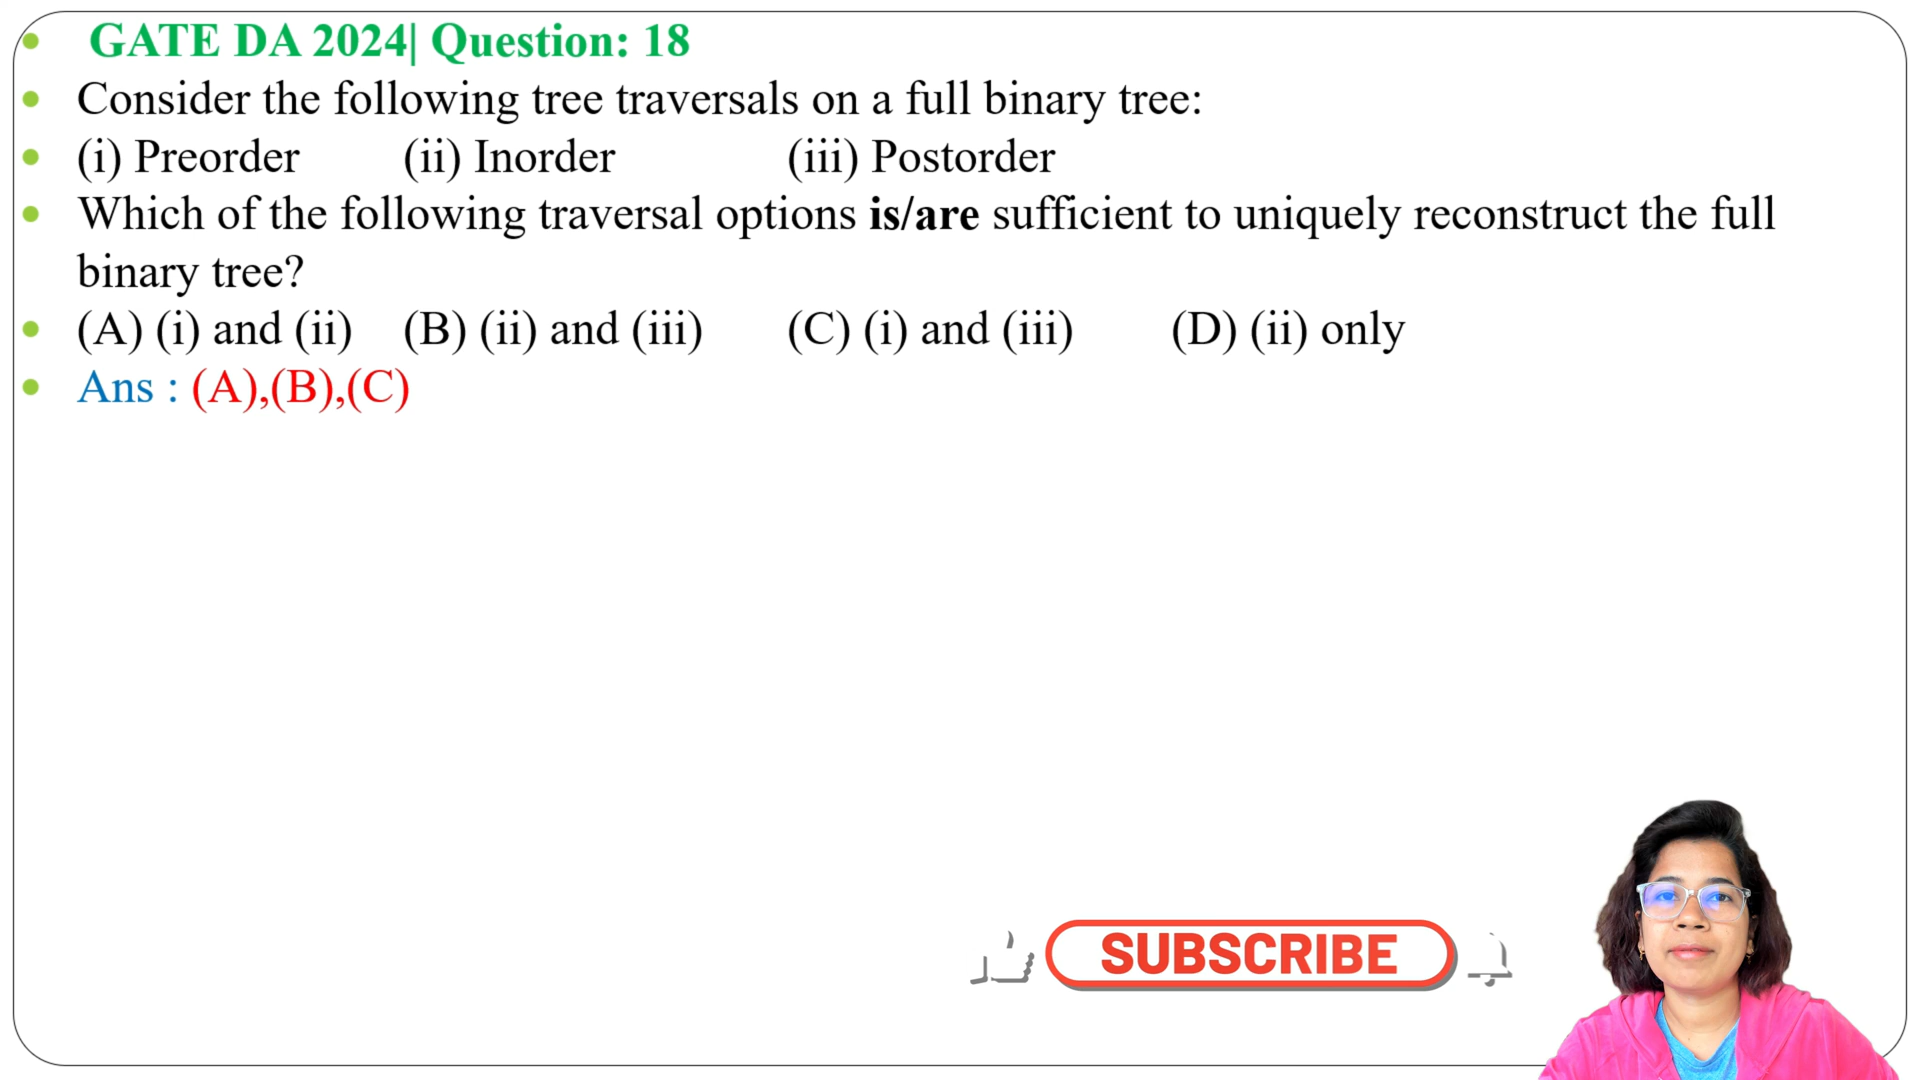 GATE DA 2024| Question: 18
Consider the following tree traversals on a full binary tree:
(i) Preorder (ii) Inorder (iii) Postorder
Which of the following traversal options is/are sufficient to uniquely reconstruct the full
binary tree?
(A) (i) and (ii) (B) (ii) and (iii) (C) (i) and (iii) (D) (ii) only
Ans : (A),(B),(C)
SUBSCRIBE